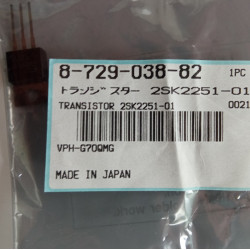 8-729-038-82
トランジスター 2SK2251-01
1PC
TRANSISTOR 2SK2251-01
0021
VPH-G70QMG
MADE IN JAPAN